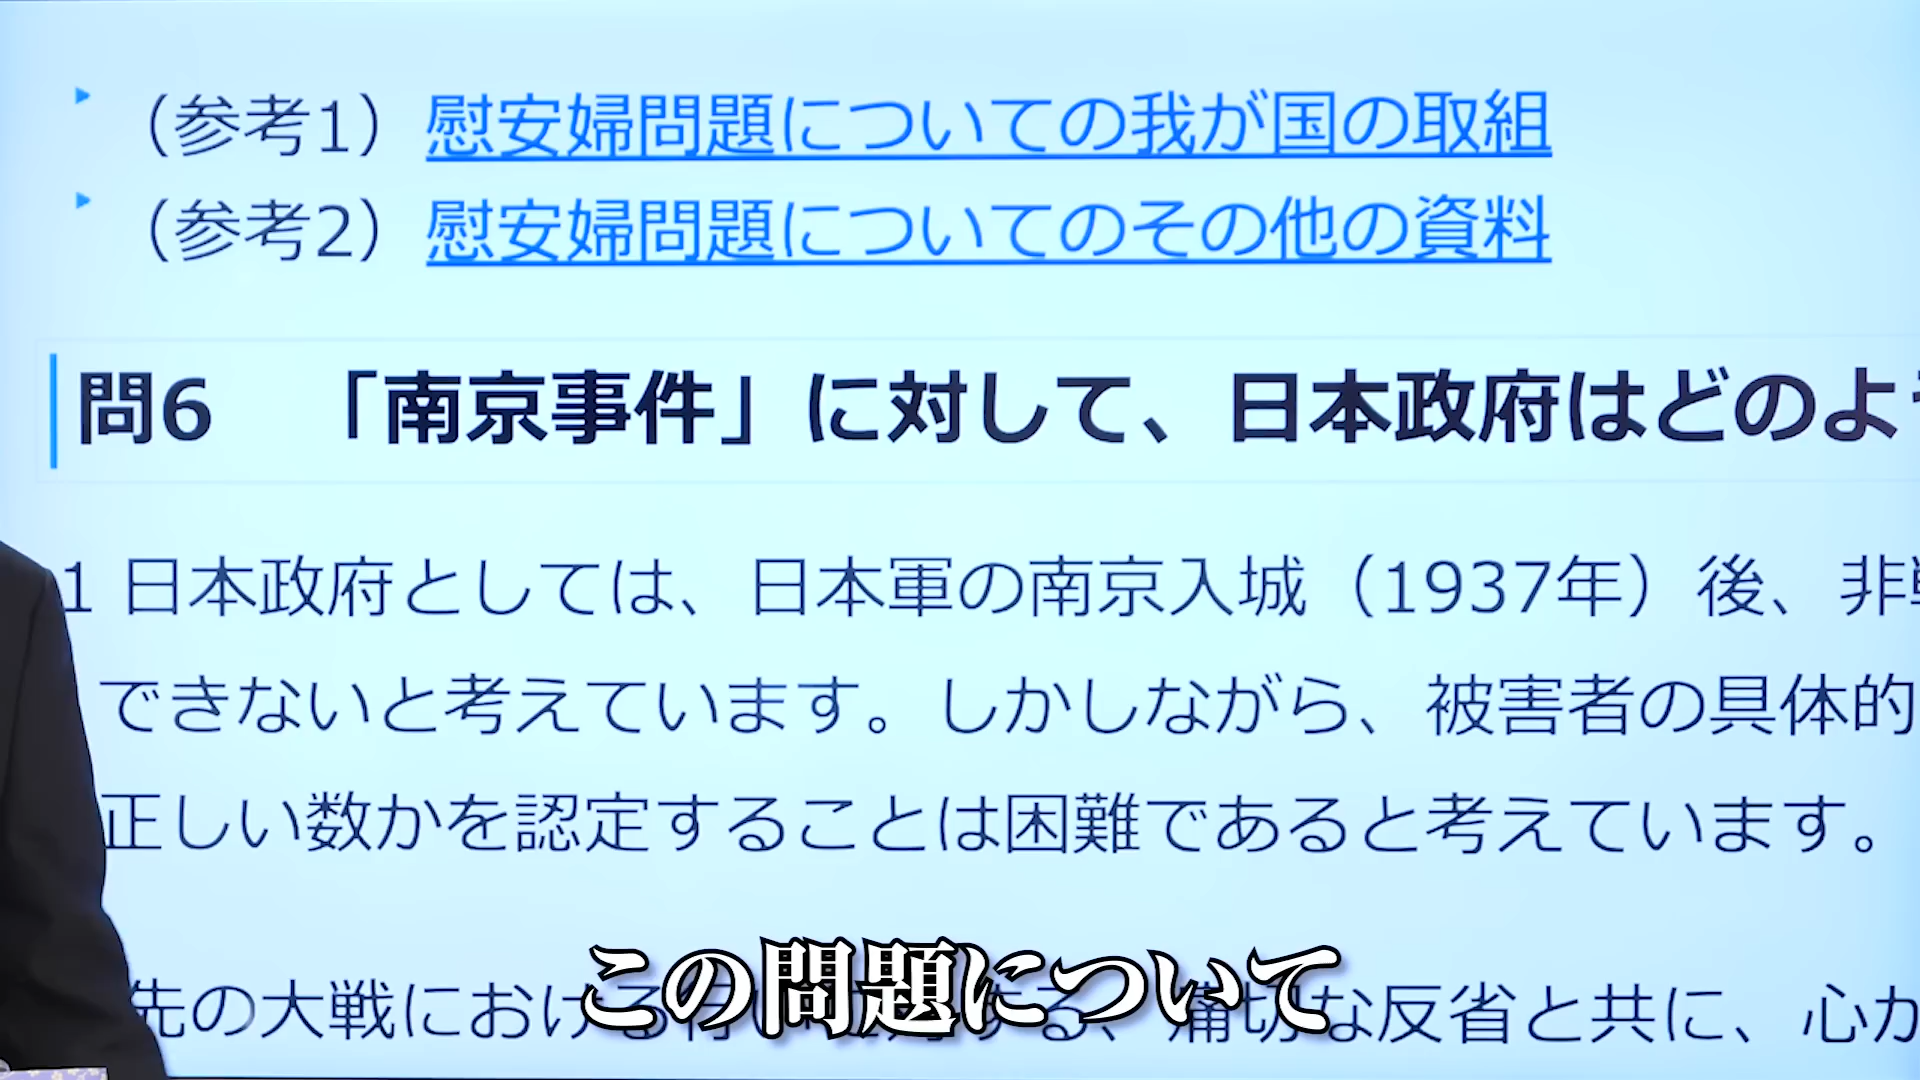 （参考1）慰安婦問題についての我が国の取組
（参考2）慰安婦問題についてのその他の資料
問6　「南京事件」に対して、日本政府はどのよ
1 日本政府としては、日本軍の南京入城（1937年）後、非
できないと考えています。しかしながら、被害者の具体的
正しい数かを認定することは困難であると考えています。
先の大戦における行 する、痛切な反省と共に、心
この問題について